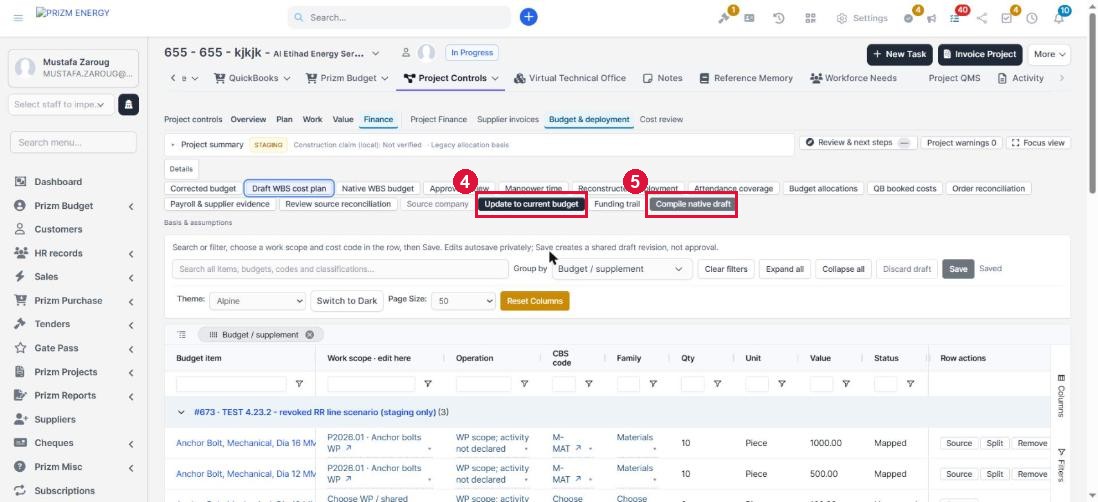 PRIZM ENERGY
Search...
1
Settings
4
40
4
10
Mustafa Zaroug
MUSTAFA.ZAROUG@...
Select staff to impe..
Search menu...
Dashboard
Prizm Budget
Customers
HR records
Sales
Prizm Purchase
Tenders
Gate Pass
Prizm Projects
Prizm Reports
Suppliers
Cheques
Prizm Misc
Subscriptions
655 - 655 - kjkjk - Al Etihad Energy Ser...
In Progress
+ New Task
Invoice Project
More
e
QuickBooks
Prizm Budget
Project Controls
Virtual Technical Office
Notes
Reference Memory
Workforce Needs
Project QMS
Activity
Project controls Overview Plan Work Value Finance Project Finance Supplier invoices Budget & deployment Cost review
Project summary STAGING Construction claim (local): Not verified · Legacy allocation basis
Review & next steps
Project warnings 0
Focus view
Details
4
5
Corrected budget Draft WBS cost plan Native WBS budget Manpower time Attendance coverage Budget allocations QB booked costs Order reconciliation
Payroll & supplier evidence Review source reconciliation Source company Update to current budget Funding trail Compile native draft
Basis & assumptions
Search or filter, choose a work scope and cost code in the row, then Save. Edits autosave privately; Save creates a shared draft revision, not approval.
Search all items, budgets, codes and classifications... Group by Budget / supplement Clear filters Expand all Collapse all Discard draft Save Saved
Theme: Alpine Switch to Dark Page Size: 50 Reset Columns
Budget / supplement
Budget item Work scope · edit here Operation CBS code Family Qty Unit Value Status Row actions
Columns
Filters
#673 · TEST 4.23.2 - revoked RR line scenario (staging only) (3)
Anchor Bolt, Mechanical, Dia 16 MM P2026.01 · Anchor bolts WP WP scope; activity not declared M-MAT Materials 10 Piece 1000.00 Mapped Source Split Remove
Anchor Bolt, Mechanical, Dia 12 MM P2026.01 · Anchor bolts WP WP scope; activity not declared M-MAT Materials 10 Piece 500.00 Mapped Source Split Remove
Choose WP / shared WP scope; activity Choose Choose